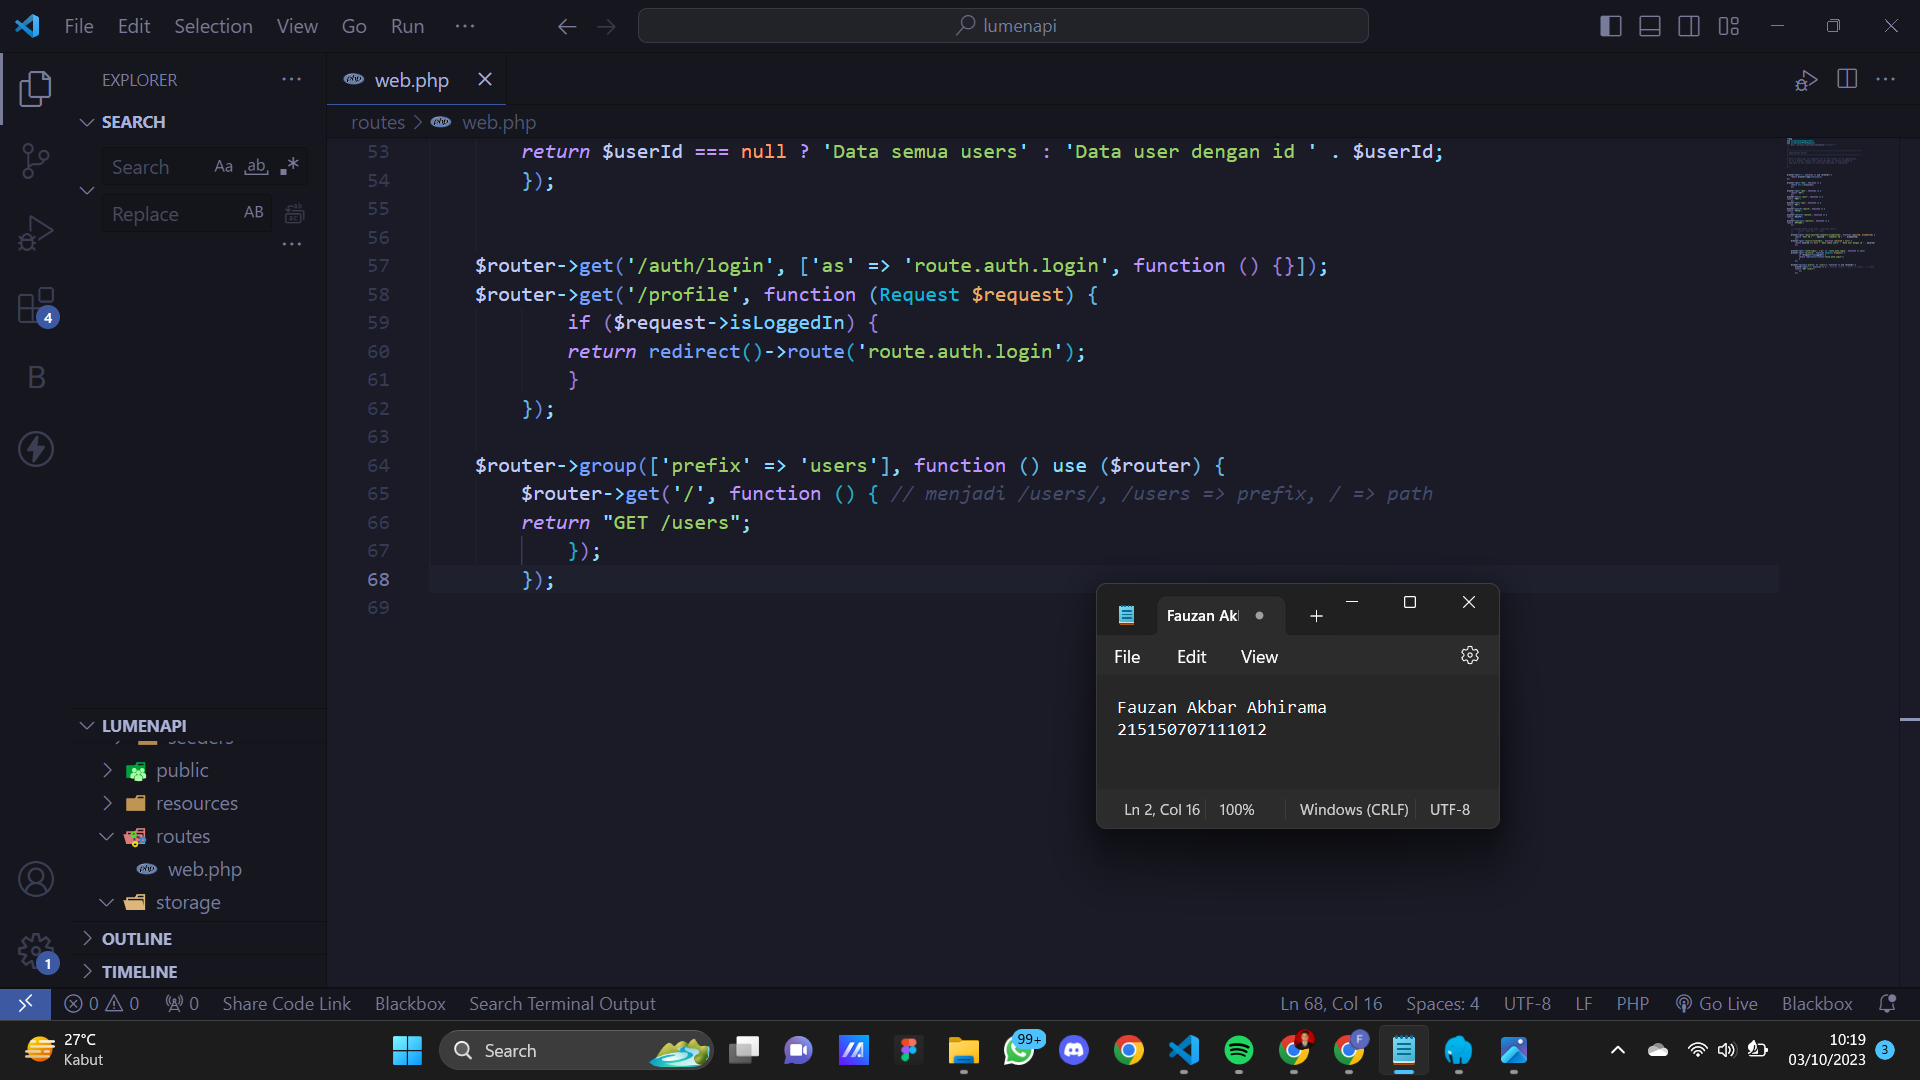 File Edit Selection View Go Run ···
lumenapi
EXPLORER ···
web.php
SEARCH
routes > web.php
Search Aa ab .*
Replace AB
···
53 return $userId === null ? 'Data semua users' : 'Data user dengan id ' . $userId;
54 });
55
56
57 $router->get('/auth/login', ['as' => 'route.auth.login', function () {}]);
58 $router->get('/profile', function (Request $request) {
59 if ($request->isLoggedIn) {
60 return redirect()->route('route.auth.login');
61 }
62 });
63
64 $router->group(['prefix' => 'users'], function () use ($router) {
65 $router->get('/', function () { // menjadi /users/, /users => prefix, / => path
66 return "GET /users";
67 });
68 });
69
4
B
LUMENAPI
seeders
public
resources
routes
web.php
storage
OUTLINE
TIMELINE
1
Fauzan Ak
File Edit View
Fauzan Akbar Abhirama
215150707111012
Ln 2, Col 16 100% Windows (CRLF) UTF-8
0 0 0 Share Code Link Blackbox Search Terminal Output Ln 68, Col 16 Spaces: 4 UTF-8 LF PHP Go Live Blackbox
27°C
Kabut
Search
99+
F
10:19
03/10/2023
3